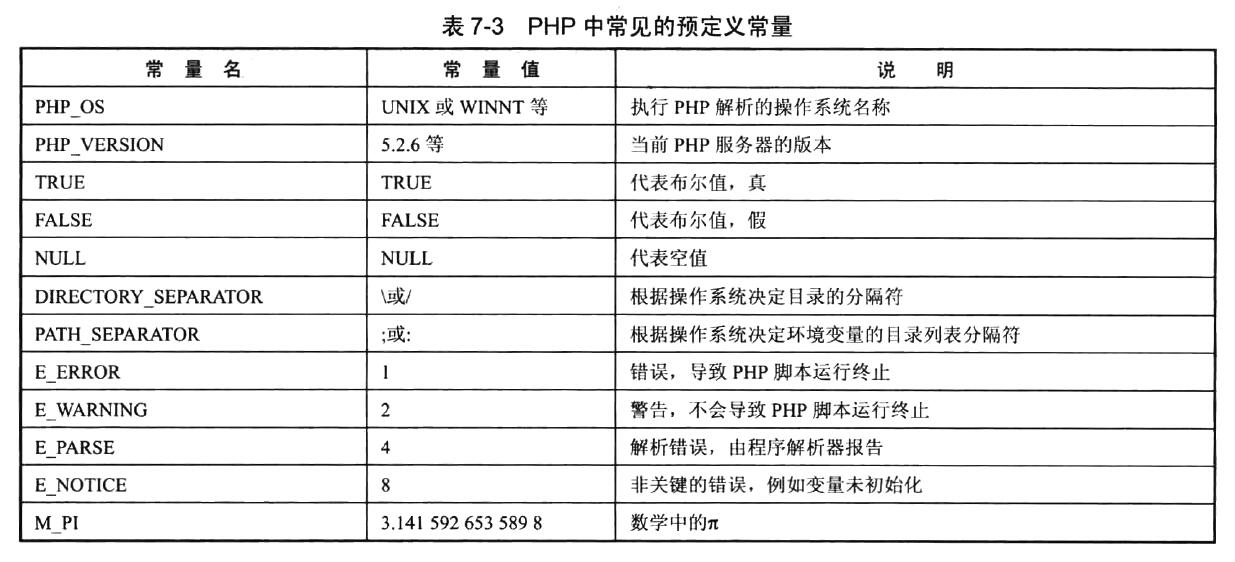 表 7-3 PHP 中常见的预定义常量
常 量 名 常 量 值 说 明
PHP_OS UNIX 或 WINNT 等 执行 PHP 解析的操作系统名称
PHP_VERSION 5.2.6 等 当前 PHP 服务器的版本
TRUE TRUE 代表布尔值，真
FALSE FALSE 代表布尔值，假
NULL NULL 代表空值
DIRECTORY_SEPARATOR \或/ 根据操作系统决定目录的分隔符
PATH_SEPARATOR ;或: 根据操作系统决定环境变量的目录列表分隔符
E_ERROR 1 错误，导致 PHP 脚本运行终止
E_WARNING 2 警告，不会导致 PHP 脚本运行终止
E_PARSE 4 解析错误，由程序解析器报告
E_NOTICE 8 非关键的错误，例如变量未初始化
M_PI 3.141 592 653 589 8 数学中的π